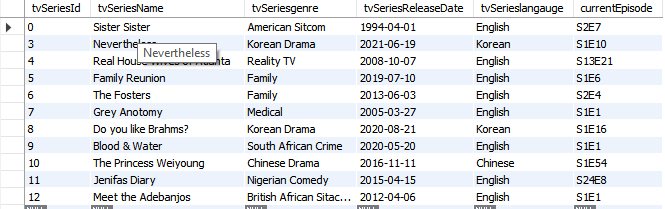 tvSeriesId tvSeriesName tvSeriesgenre tvSeriesReleaseDate tvSerieslangauge currentEpisode
0 Sister Sister American Sitcom 1994-04-01 English S2E7
3 Nevertheless Korean Drama 2021-06-19 Korean S1E10
Nevertheless
4 Real Reality TV 2008-10-07 English S13E21
5 Family Reunion Family 2019-07-10 English S1E6
6 The Fosters Family 2013-06-03 English S2E4
7 Grey Anotomy Medical 2005-03-27 English S1E1
8 Do you like Brahms? Korean Drama 2020-08-21 Korean S1E16
9 Blood & Water South African Crime 2020-05-20 English S1E1
10 The Princess Weiyoung Chinese Drama 2016-11-11 Chinese S1E54
11 Jenifas Diary Nigerian Comedy 2015-04-15 English S24E8
12 Meet the Adebanjos British African Sitac... 2012-04-06 English S1E1